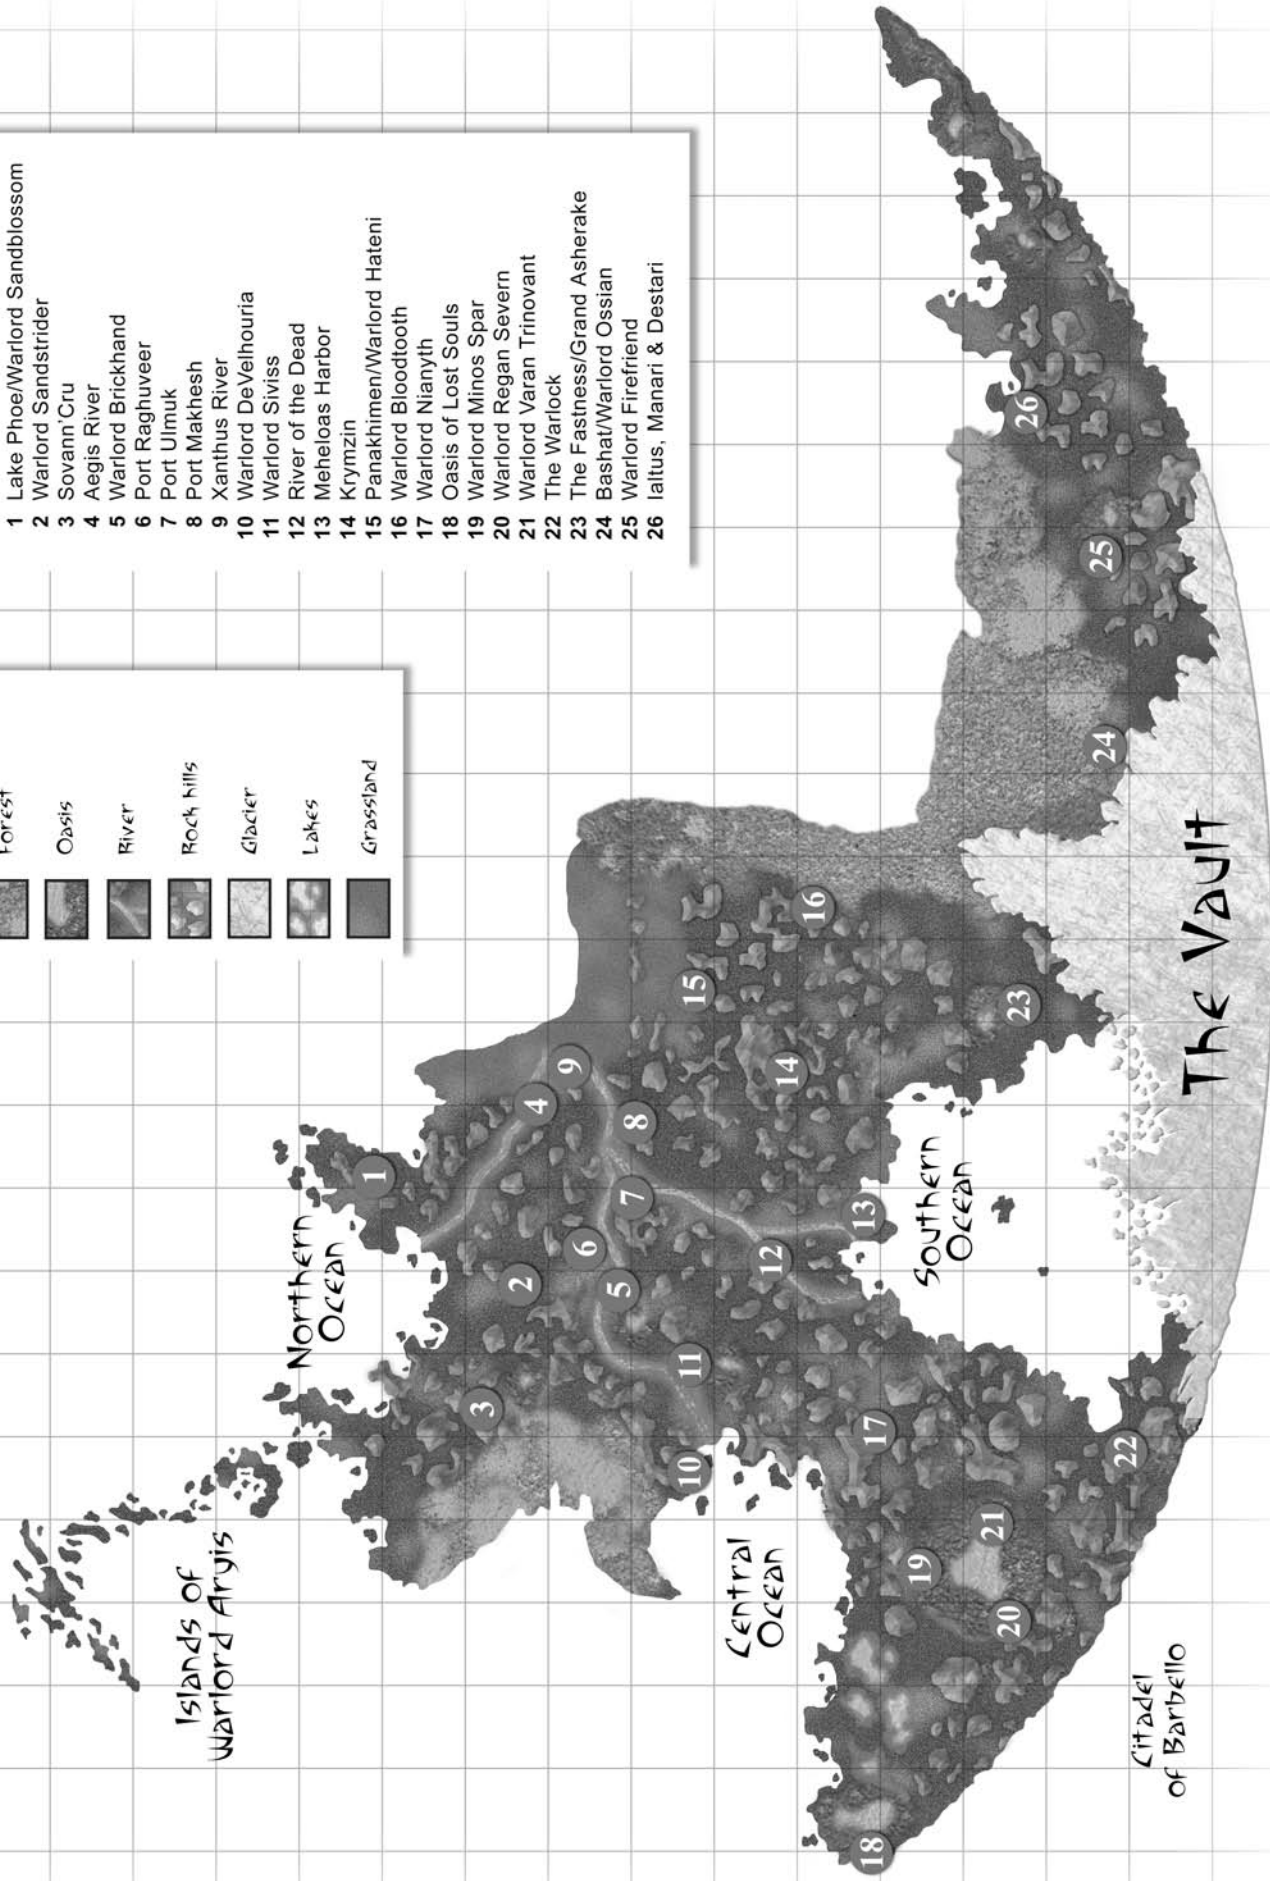 1 Lake Phoe/Warlord Sandblossom
2 Warlord Sandstrider
3 Sovann'Cru
4 Aegis River
5 Warlord Brickhand
6 Port Raghuveer
7 Port Ulmuk
8 Port Makhesh
9 Xanthus River
10 Warlord DeVelhouria
11 Warlord Siviss
12 River of the Dead
13 Meheloas Harbor
14 Krymzin
15 Panakhimen/Warlord Hateni
16 Warlord Bloodtooth
17 Warlord Nianyth
18 Oasis of Lost Souls
19 Warlord Minos Spar
20 Warlord Regan Severn
21 Warlord Varan Trinovant
22 The Warlock
23 The Fastness/Grand Asherake
24 Bashat/Warlord Ossian
25 Warlord Firefriend
26 Ialtus, Manari & Destari
Forest
Oasis
River
Rock hills
Glacier
Lakes
Grassland
Islands of
Warlord Aryis
Northern
Ocean
Central
Ocean
Southern
Ocean
Citadel
of Barbello
The Vault
1
2
3
4
5
6
7
8
9
10
11
12
13
14
15
16
17
18
19
20
21
22
23
24
25
26